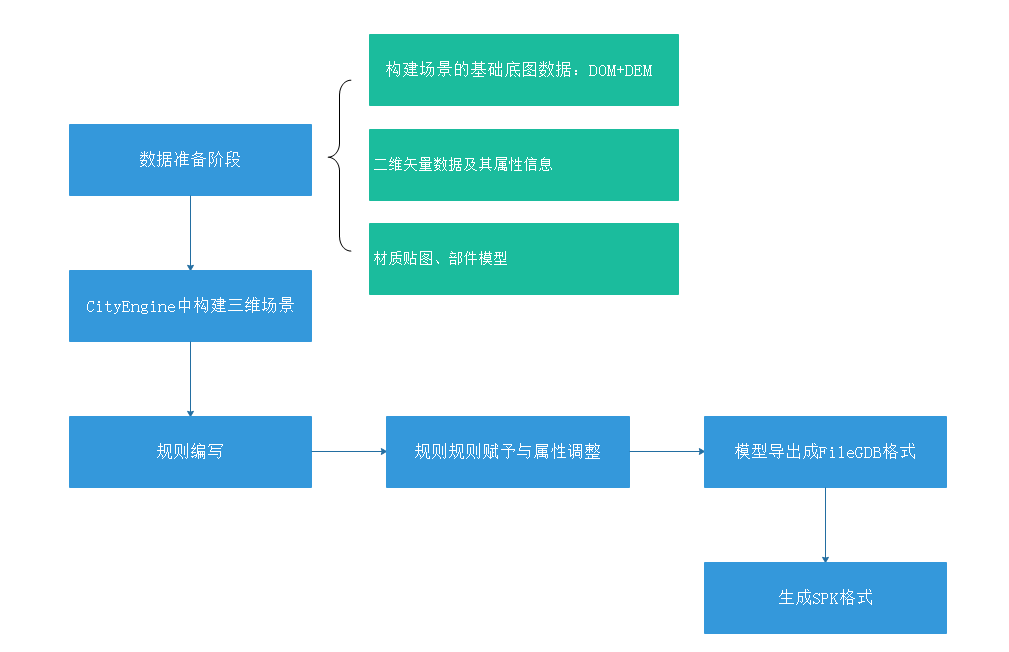 构建场景的基础底图数据：DOM+DEM
数据准备阶段
二维矢量数据及其属性信息
材质贴图、部件模型
CityEngine中构建三维场景
规则编写
规则规则赋予与属性调整
模型导出成FileGDB格式
生成SPK格式